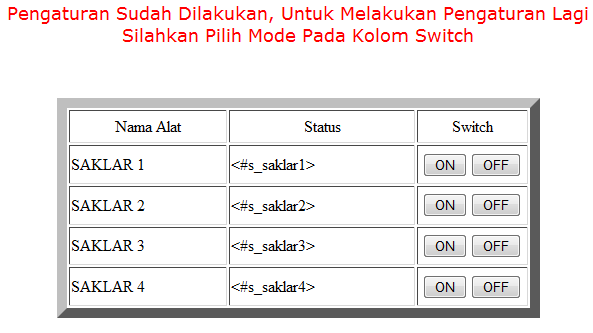 Pengaturan Sudah Dilakukan, Untuk Melakukan Pengaturan Lagi
Silahkan Pilih Mode Pada Kolom Switch
Nama Alat Status Switch
SAKLAR 1 <#s_saklar1> ON OFF
SAKLAR 2 <#s_saklar2> ON OFF
SAKLAR 3 <#s_saklar3> ON OFF
SAKLAR 4 <#s_saklar4> ON OFF